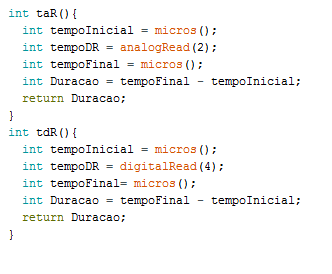 int taR(){
int tempoInicial = micros();
int tempoDR = analogRead(2);
int tempoFinal = micros();
int Duracao = tempoFinal - tempoInicial;
return Duracao;
}
int tdR(){
int tempoInicial = micros();
int tempoDR = digitalRead(4);
int tempoFinal= micros();
int Duracao = tempoFinal - tempoInicial;
return Duracao;
}